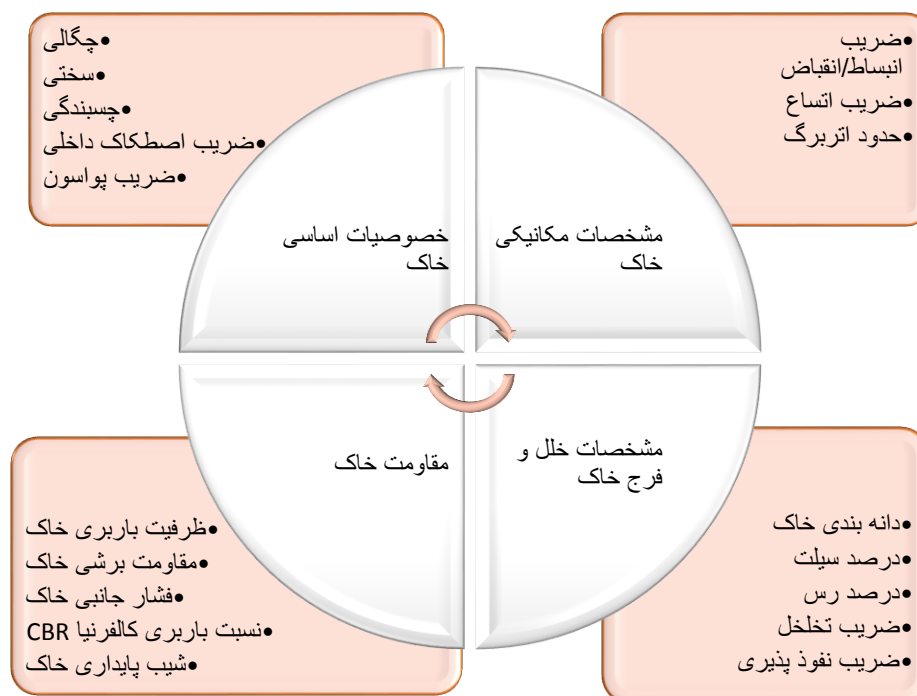 •ضریب
انبساط/انقباض
•ضریب اتساع
•حدود اتربرگ
•چگالی
•سختی
•چسبندگی
•ضریب اصطکاک داخلی
•ضریب پواسون
مشخصات مکانیکی
خاک
خصوصیات اساسی
خاک
مشخصات خلل و
فرج خاک
مقاومت خاک
•دانه بندی خاک
•درصد سیلت
•درصد رس
•ضریب تخلخل
•ضریب نفوذ پذیری
•ظرفیت باربری خاک
•مقاومت برشی خاک
•فشار جانبی خاک
•نسبت باربری کالفرنیا CBR
•شیب پایداری خاک